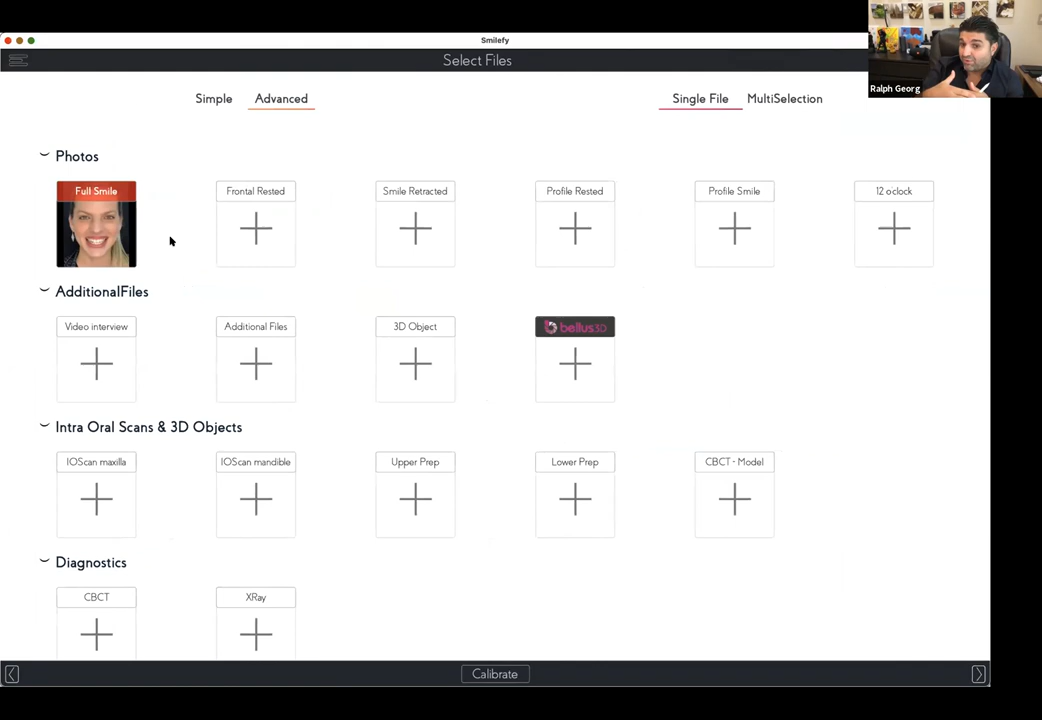 Smilefy
Select Files
Ralph Georg
Simple Advanced Single File MultiSelection
Photos
Full Smile Frontal Rested Smile Retracted Profile Rested Profile Smile 12 oclock
AdditionalFiles
Video interview Additional Files 3D Object bellus3D
Intra Oral Scans & 3D Objects
IOScan maxilla IOScan mandible Upper Prep Lower Prep CBCT - Model
Diagnostics
CBCT XRay
Calibrate